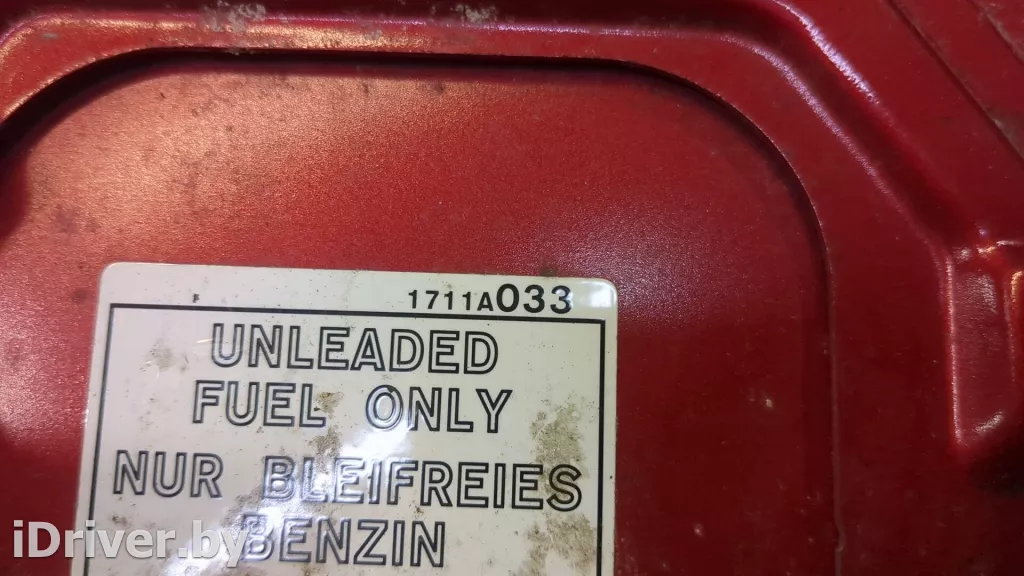 F 1711A033
UNLEADED
FUEL ONLY
NUR BLEIFREIES
BENZIN
iDriver.by